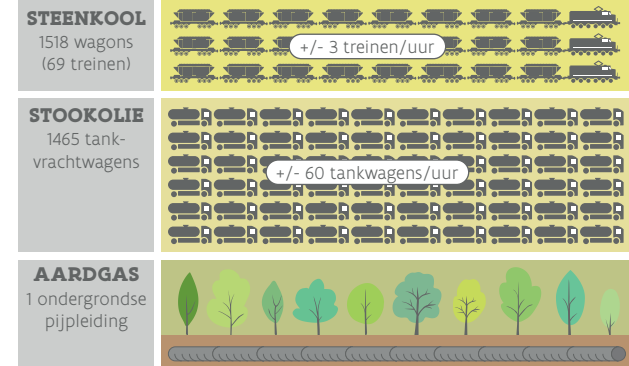 STEENKOOL
1518 wagons
(69 treinen)
+/- 3 treinen/uur
STOOKOLIE
1465 tank-
vrachtwagens
+/- 60 tankwagens/uur
AARDGAS
1 ondergrondse
pijpleiding